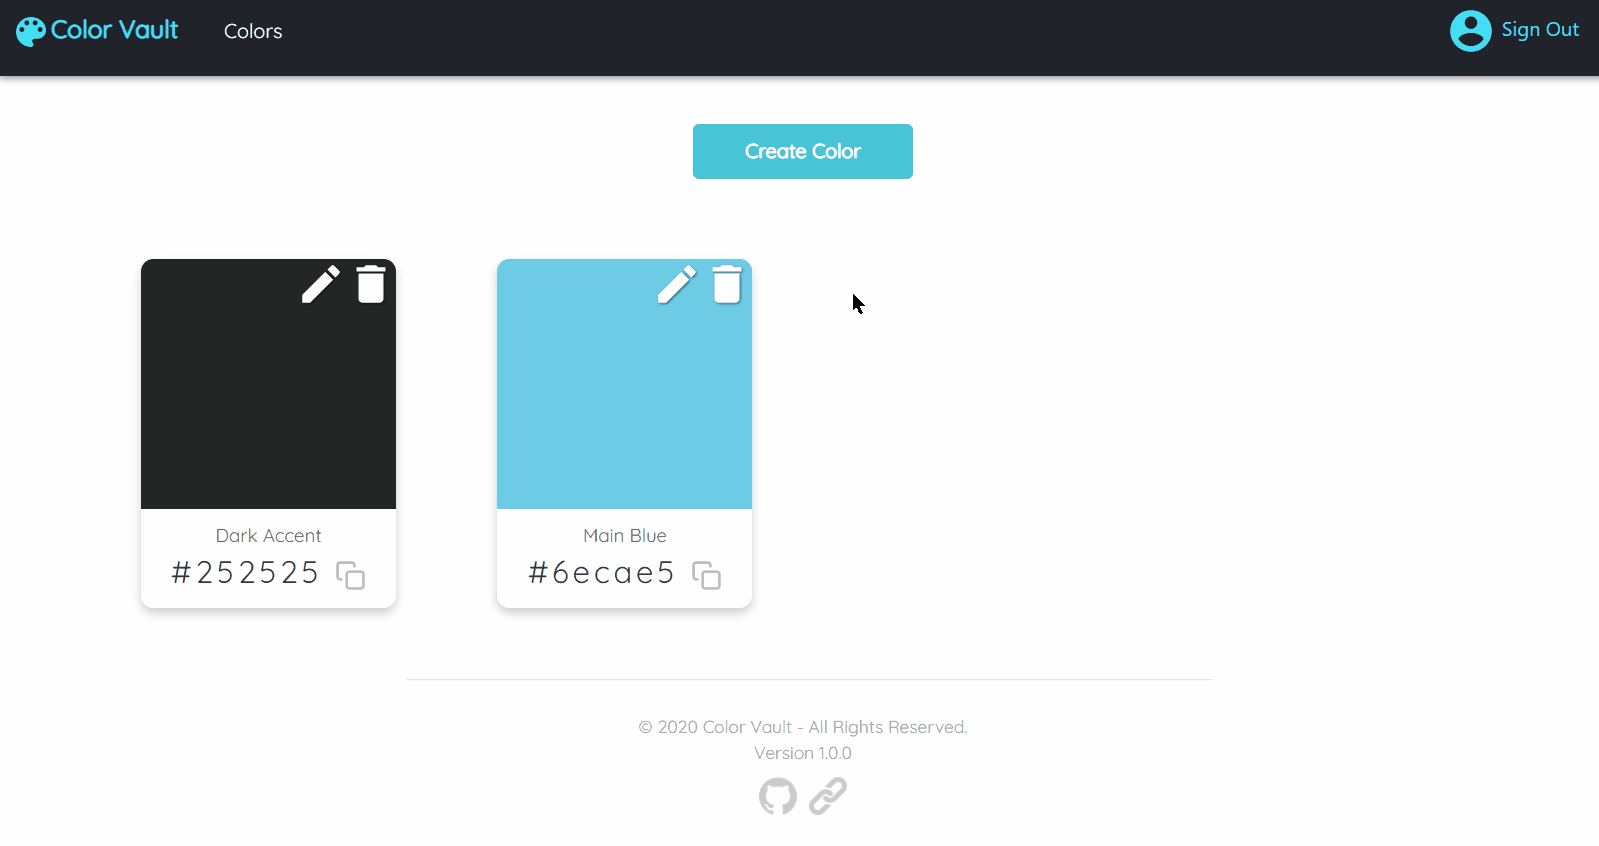 Color Vault
Colors
Sign Out
Create Color
Dark Accent
#252525
Main Blue
#6ecae5
© 2020 Color Vault - All Rights Reserved.
Version 1.0.0